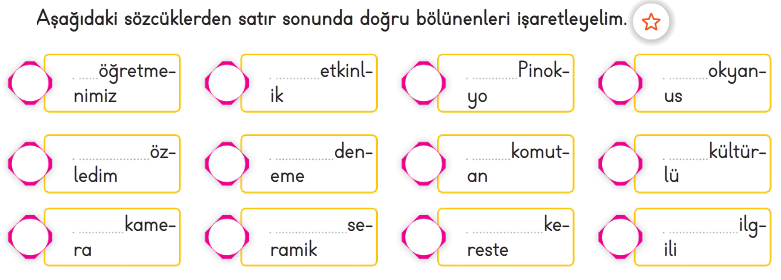 Aşağıdaki sözcüklerden satır sonunda doğru bölünenleri işaretleyelim.
öğretme-
nimiz
etkinl-
ik
Pinok-
yo
okyan-
us
öz-
ledim
den-
eme
komut-
an
kültür-
lü
kame-
ra
se-
ramik
ke-
reste
ilg-
ili